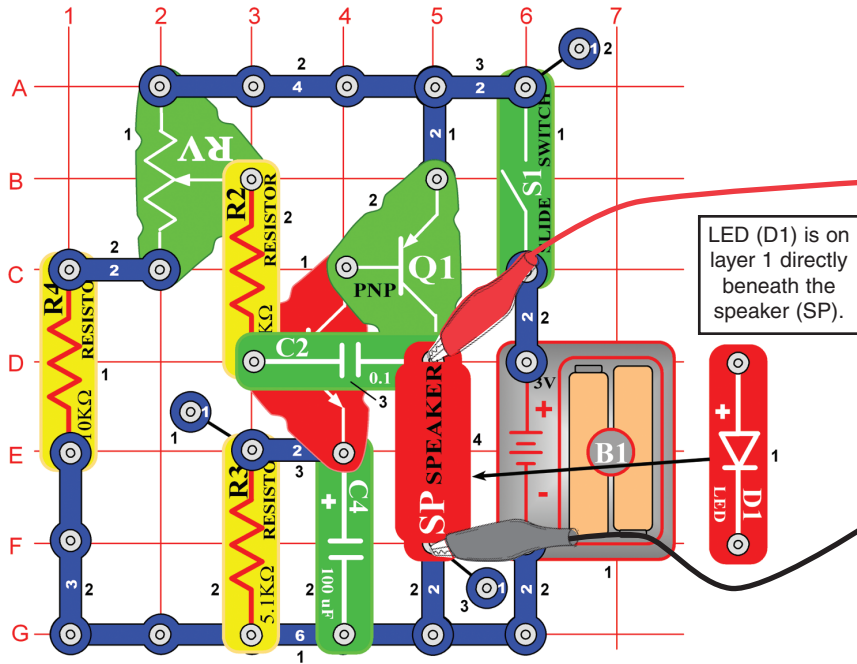 1 2 3 4 5 6 7
A
B
C
D
E
F
G
2
4
3
2
1
2
1
RV
1
2
1
S1
SLIDE SWITCH
2
Q1
PNP
R2
RESISTOR
KΩ
2
1
2
2
R4
RESISTO
10KΩ
1
C2
0.1
3
2
2
3V
+
-
B1
1
LED (D1) is on
layer 1 directly
beneath the
speaker (SP).
+
D1
LED
1
SP SPEAKER
4
1
1
2
3
R3
RESISTOR
5.1KΩ
2
C4
+
100 uF
2
1
3
2
2
2
2
3
2
6
1